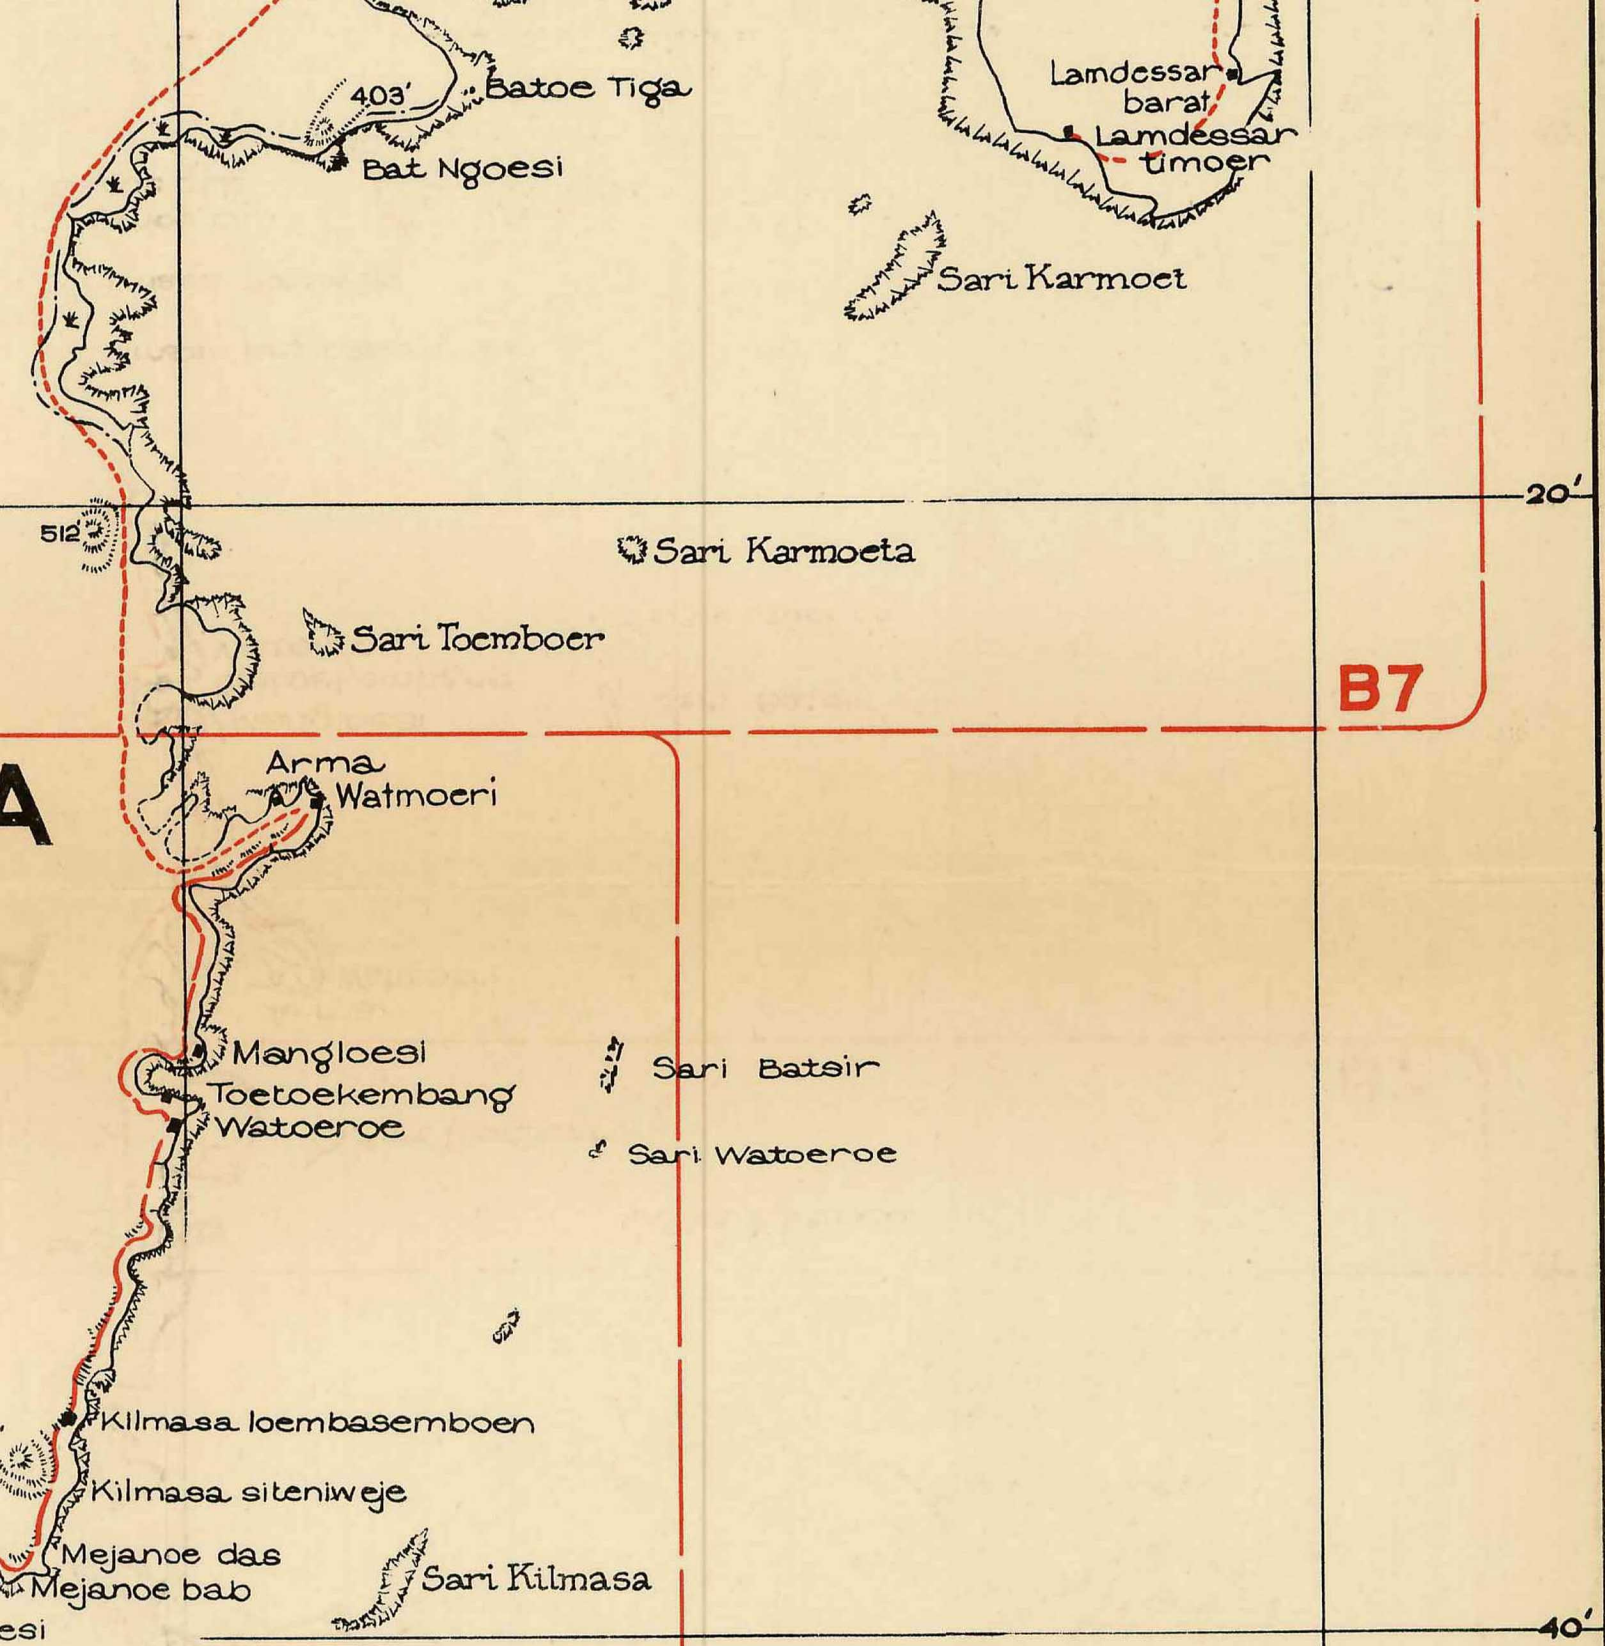 Lamdessar
barat
Lamdessar
timoer
403'
Batoe Tiga
Bat Ngoesi
Sari Karmoet
20'
512'
Sari Karmoeta
Sari Toemboer
B7
A
Arma
Watmoeri
Mangloesi
Toetoekembang
Watoeroe
Sari Batsir
Sari Watoeroe
Kilmasa loembasemboen
Kilmasa siteniweje
Mejanoe das
Mejanoe bab
Sari Kilmasa
esi
40'